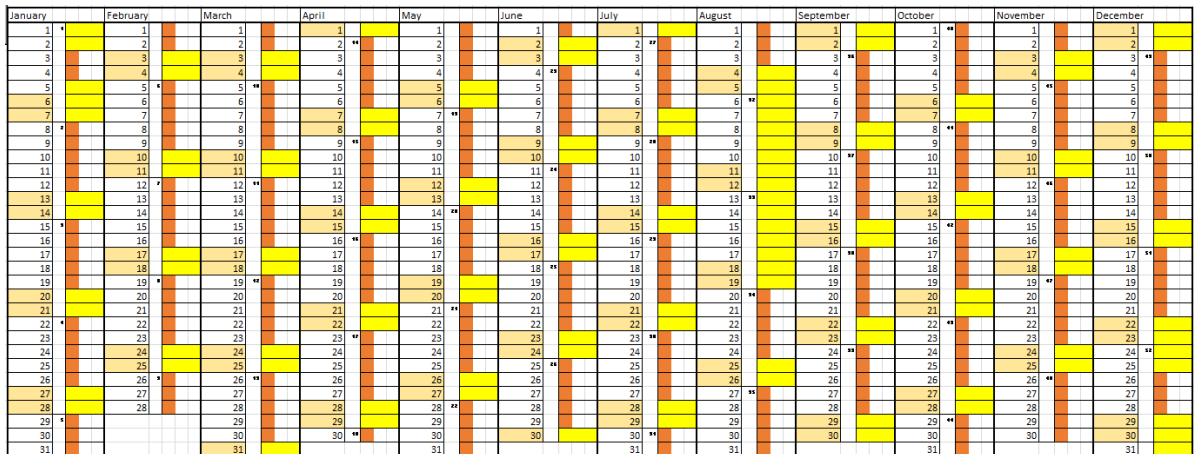 January February March April May June July August September October November December
1 1 1 1 1 1 1 1 1 1 1 1
2 2 2 2 2 2 2 2 2 2 2 2
3 3 3 3 3 3 3 3 3 3 3 3
4 4 4 4 4 4 4 4 4 4 4 4
5 5 5 5 5 5 5 5 5 5 5 5
6 6 6 6 6 6 6 6 6 6 6 6
7 7 7 7 7 7 7 7 7 7 7 7
8 8 8 8 8 8 8 8 8 8 8 8
9 9 9 9 9 9 9 9 9 9 9 9
10 10 10 10 10 10 10 10 10 10 10 10
11 11 11 11 11 11 11 11 11 11 11 11
12 12 12 12 12 12 12 12 12 12 12 12
13 13 13 13 13 13 13 13 13 13 13 13
14 14 14 14 14 14 14 14 14 14 14 14
15 15 15 15 15 15 15 15 15 15 15 15
16 16 16 16 16 16 16 16 16 16 16 16
17 17 17 17 17 17 17 17 17 17 17 17
18 18 18 18 18 18 18 18 18 18 18 18
19 19 19 19 19 19 19 19 19 19 19 19
20 20 20 20 20 20 20 20 20 20 20 20
21 21 21 21 21 21 21 21 21 21 21 21
22 22 22 22 22 22 22 22 22 22 22 22
23 23 23 23 23 23 23 23 23 23 23 23
24 24 24 24 24 24 24 24 24 24 24 24
25 25 25 25 25 25 25 25 25 25 25 25
26 26 26 26 26 26 26 26 26 26 26 26
27 27 27 27 27 27 27 27 27 27 27 27
28 28 28 28 28 28 28 28 28 28 28 28
29 29 29 29 29 29 29 29 29 29 29
30 30 30 30 30 30 30 30 30 30 30
31 31 31 31 31 31 31